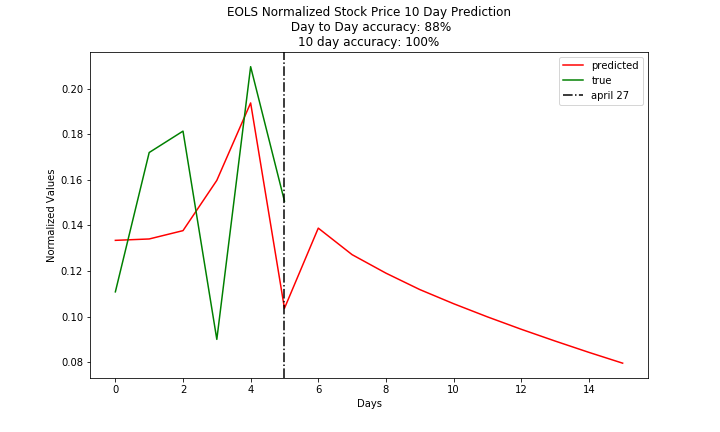 EOLS Normalized Stock Price 10 Day Prediction
Day to Day accuracy: 88%
10 day accuracy: 100%
predicted
true
april 27
0.20
0.18
0.16
0.14
0.12
0.10
0.08
Normalized Values
0 2 4 6 8 10 12 14
Days